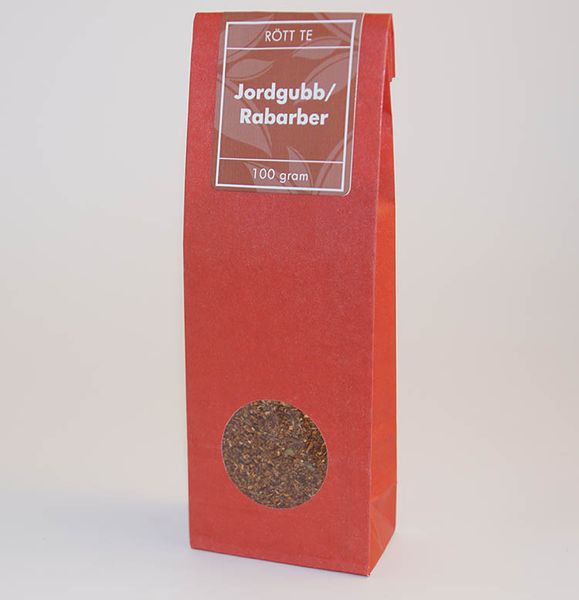 RÖTT TE
Jordgubb/
Rabarber
100 gram